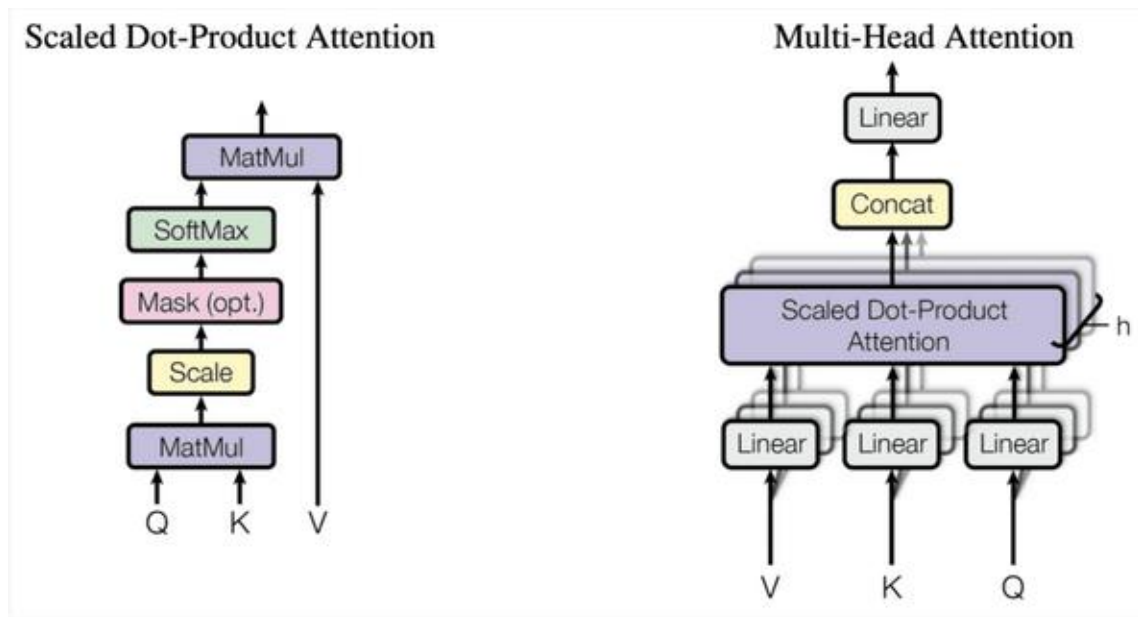 Scaled Dot-Product Attention
MatMul
SoftMax
Mask (opt.)
Scale
MatMul
Q K V
Multi-Head Attention
Linear
Concat
Scaled Dot-Product
Attention
h
Linear Linear Linear
V K Q